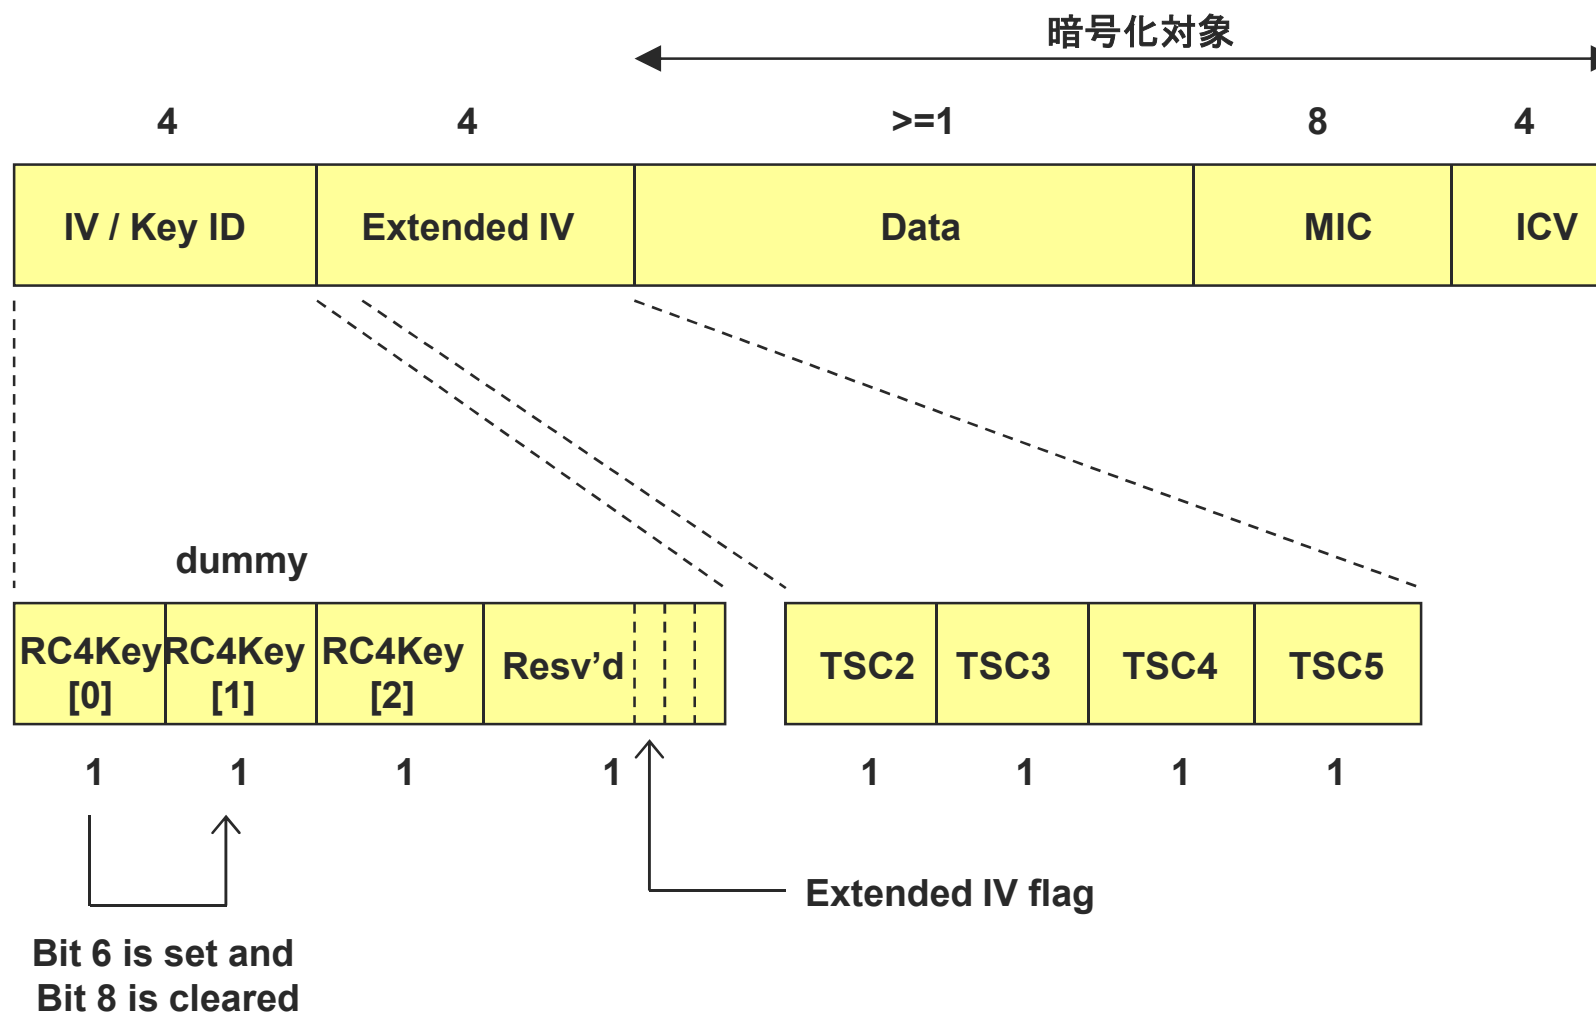 暗号化対象
4 4 >=1 8 4
IV / Key ID Extended IV Data MIC ICV
dummy
RC4Key RC4Key RC4Key Resv’d TSC2 TSC3 TSC4 TSC5
[0] [1] [2]
1 1 1 1 1 1 1 1
Extended IV flag
Bit 6 is set and
Bit 8 is cleared